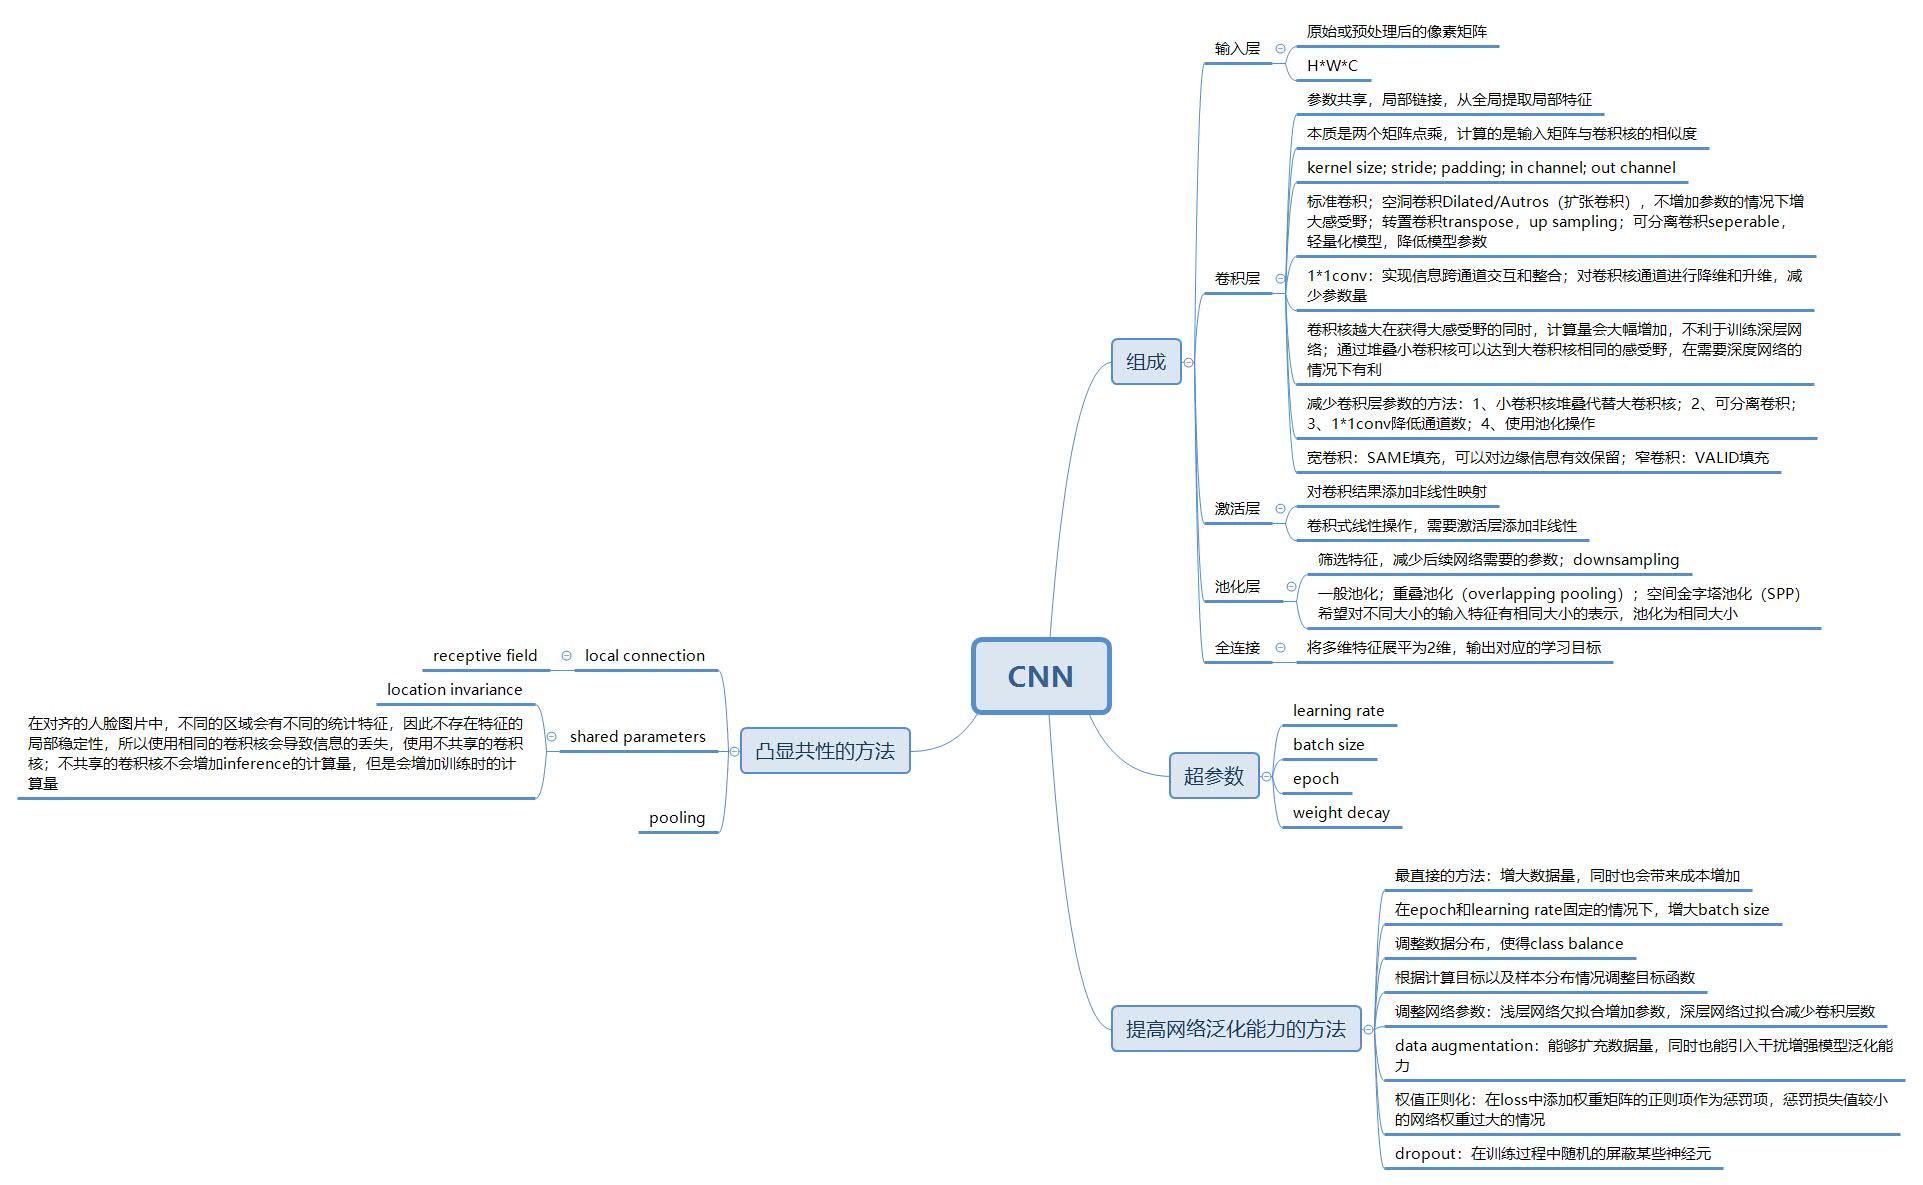 CNN
组成
输入层
原始或预处理后的像素矩阵
H*W*C
卷积层
参数共享，局部链接，从全局提取局部特征
本质是两个矩阵点乘，计算的是输入矩阵与卷积核的相似度
kernel size; stride; padding; in channel; out channel
标准卷积；空洞卷积Dilated/Autros（扩张卷积），不增加参数的情况下增
大感受野；转置卷积transpose，up sampling；可分离卷积seperable，
轻量化模型，降低模型参数
1*1conv：实现信息跨通道交互和整合；对卷积核通道进行降维和升维，减
少参数量
卷积核越大在获得大感受野的同时，计算量会大幅增加，不利于训练深层网
络；通过堆叠小卷积核可以达到大卷积核相同的感受野，在需要深度网络的
情况下有利
减少卷积层参数的方法：1、小卷积核堆叠代替大卷积核；2、可分离卷积；
3、1*1conv降低通道数；4、使用池化操作
宽卷积：SAME填充，可以对边缘信息有效保留；窄卷积：VALID填充
激活层
对卷积结果添加非线性映射
卷积式线性操作，需要激活层添加非线性
池化层
筛选特征，减少后续网络需要的参数；downsampling
一般池化；重叠池化（overlapping pooling）；空间金字塔池化（SPP）
希望对不同大小的输入特征有相同大小的表示，池化为相同大小
全连接
将多维特征展平为2维，输出对应的学习目标
超参数
learning rate
batch size
epoch
weight decay
提高网络泛化能力的方法
最直接的方法：增大数据量，同时也会带来成本增加
在epoch和learning rate固定的情况下，增大batch size
调整数据分布，使得class balance
根据计算目标以及样本分布情况调整目标函数
调整网络参数：浅层网络欠拟合增加参数，深层网络过拟合减少卷积层数
data augmentation：能够扩充数据量，同时也能引入干扰增强模型泛化能
力
权值正则化：在loss中添加权重矩阵的正则项作为惩罚项，惩罚损失值较小
的网络权重过大的情况
dropout：在训练过程中随机的屏蔽某些神经元
凸显共性的方法
local connection
receptive field
shared parameters
location invariance
在对齐的人脸图片中，不同的区域会有不同的统计特征，因此不存在特征的
局部稳定性，所以使用相同的卷积核会导致信息的丢失，使用不共享的卷积
核；不共享的卷积核不会增加inference的计算量，但是会增加训练时的计
算量
pooling